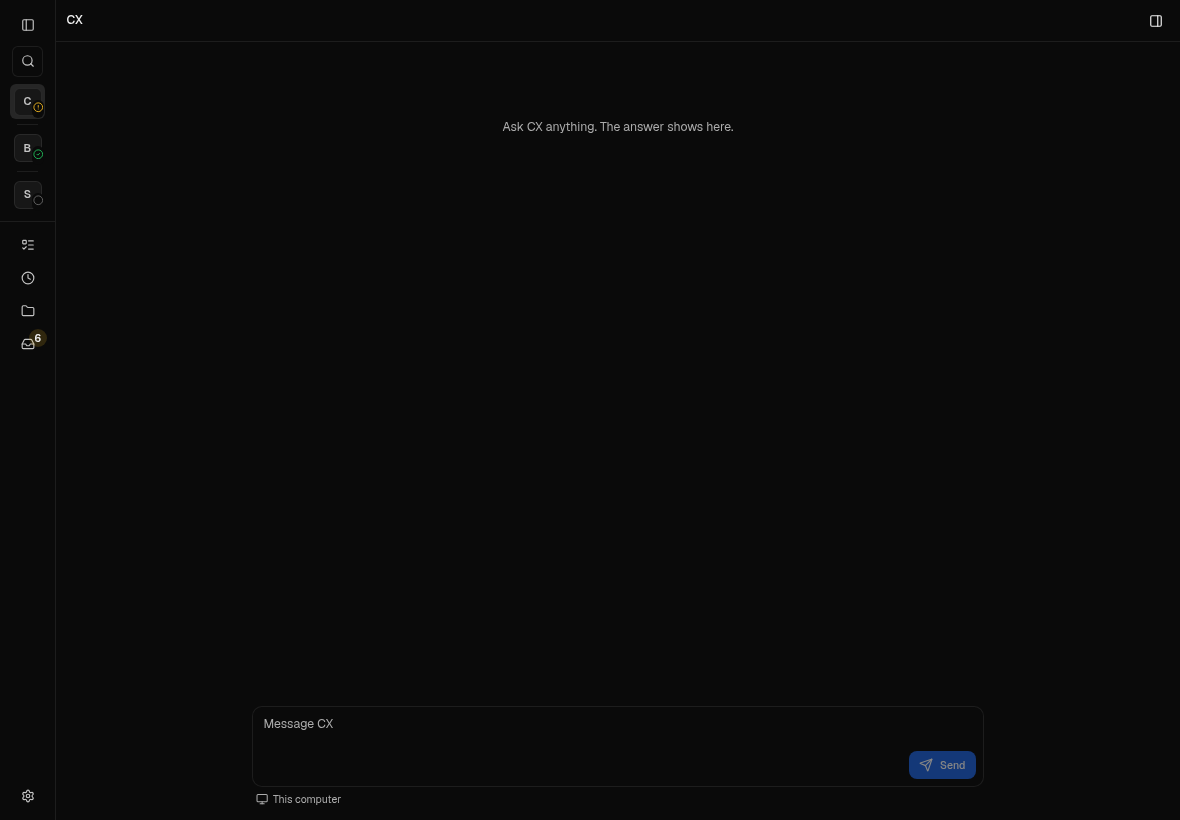 CX
C
B
S
6
Ask CX anything. The answer shows here.
Message CX
Send
This computer